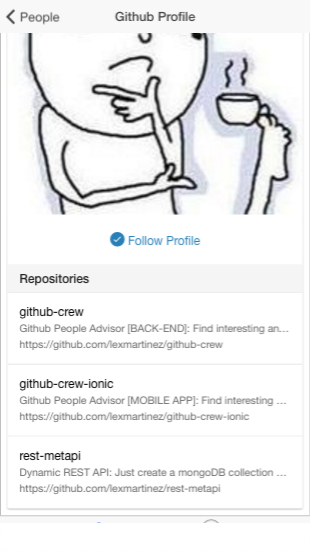 People
Github Profile
Follow Profile
Repositories
github-crew
Github People Advisor [BACK-END]: Find interesting an...
https://github.com/lexmartinez/github-crew
github-crew-ionic
Github People Advisor [MOBILE APP]: Find interesting ...
https://github.com/lexmartinez/github-crew-ionic
rest-metapi
Dynamic REST API: Just create a mongoDB collection ...
https://github.com/lexmartinez/rest-metapi